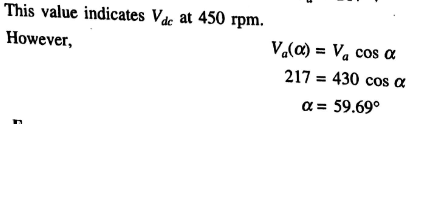 This value indicates V_dc at 450 rpm.
However,
V_a(α) = V_a cos α
217 = 430 cos α
α = 59.69°